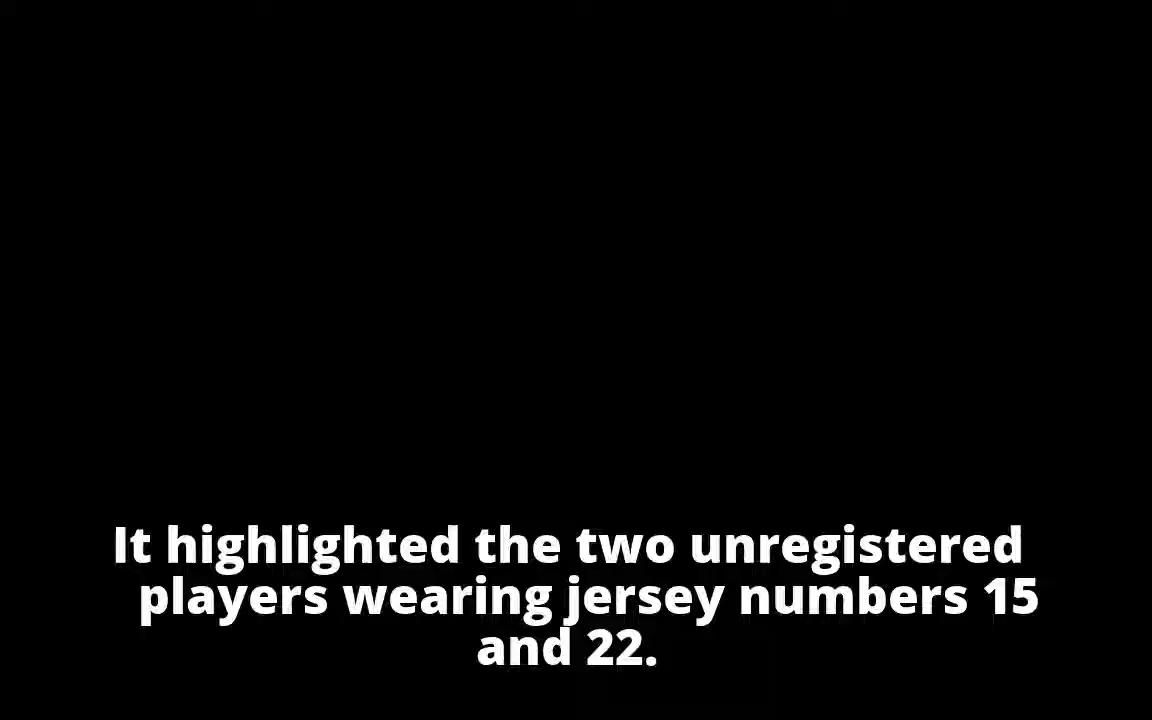 It highlighted the two unregistered
players wearing jersey numbers 15
and 22.